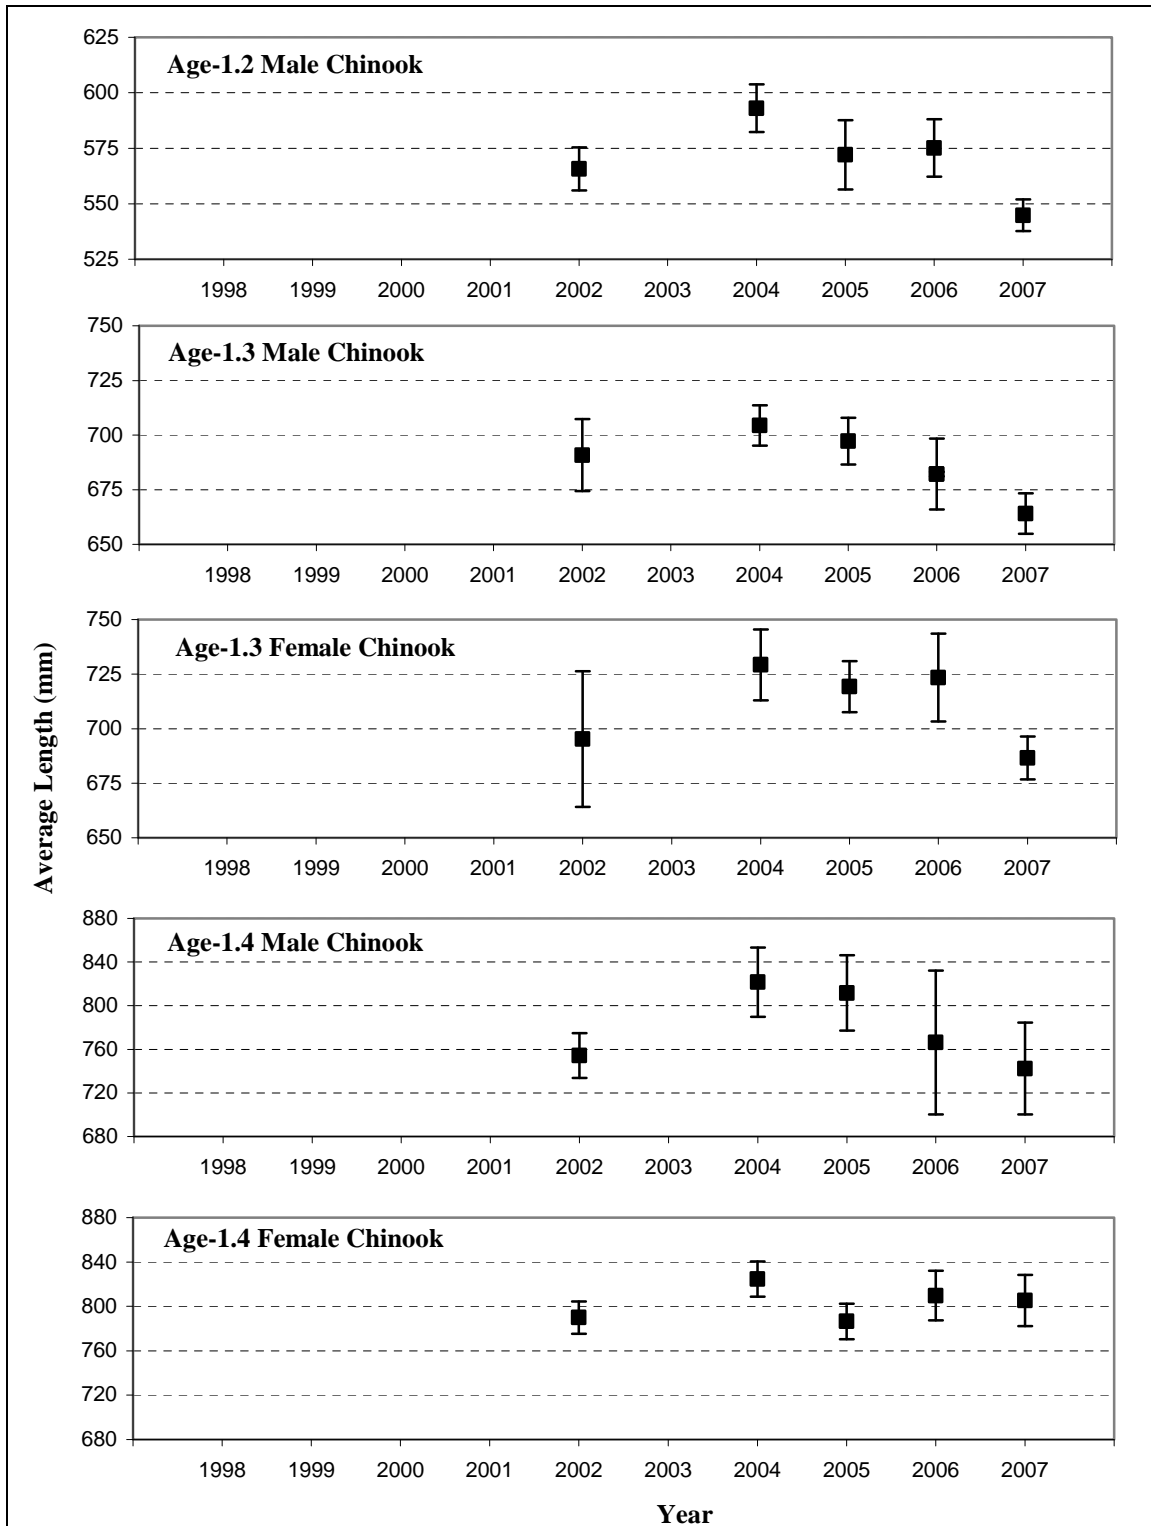 Average Length (mm)
Age-1.2 Male Chinook
625
600
575
550
525
1998 1999 2000 2001 2002 2003 2004 2005 2006 2007
Age-1.3 Male Chinook
750
725
700
675
650
1998 1999 2000 2001 2002 2003 2004 2005 2006 2007
Age-1.3 Female Chinook
750
725
700
675
650
1998 1999 2000 2001 2002 2003 2004 2005 2006 2007
Age-1.4 Male Chinook
880
840
800
760
720
680
1998 1999 2000 2001 2002 2003 2004 2005 2006 2007
Age-1.4 Female Chinook
880
840
800
760
720
680
1998 1999 2000 2001 2002 2003 2004 2005 2006 2007
Year